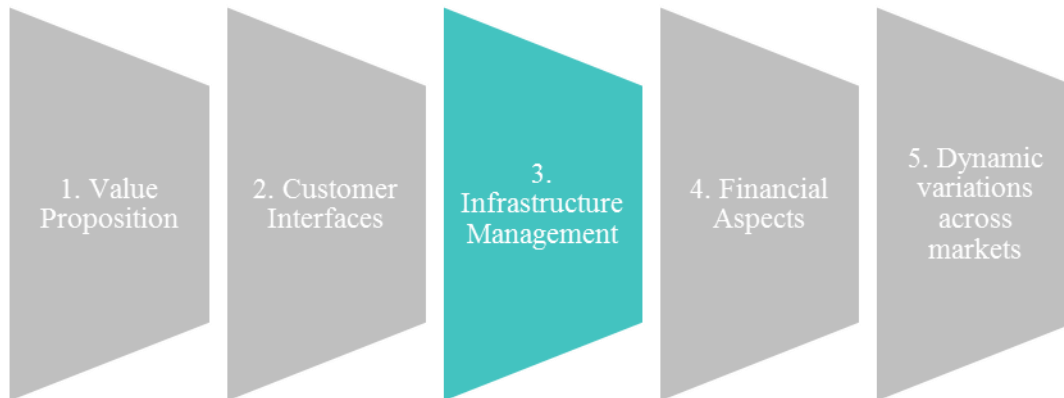 1. Value
Proposition
2. Customer
Interfaces
3.
Infrastructure
Management
4. Financial
Aspects
5. Dynamic
variations
across
markets